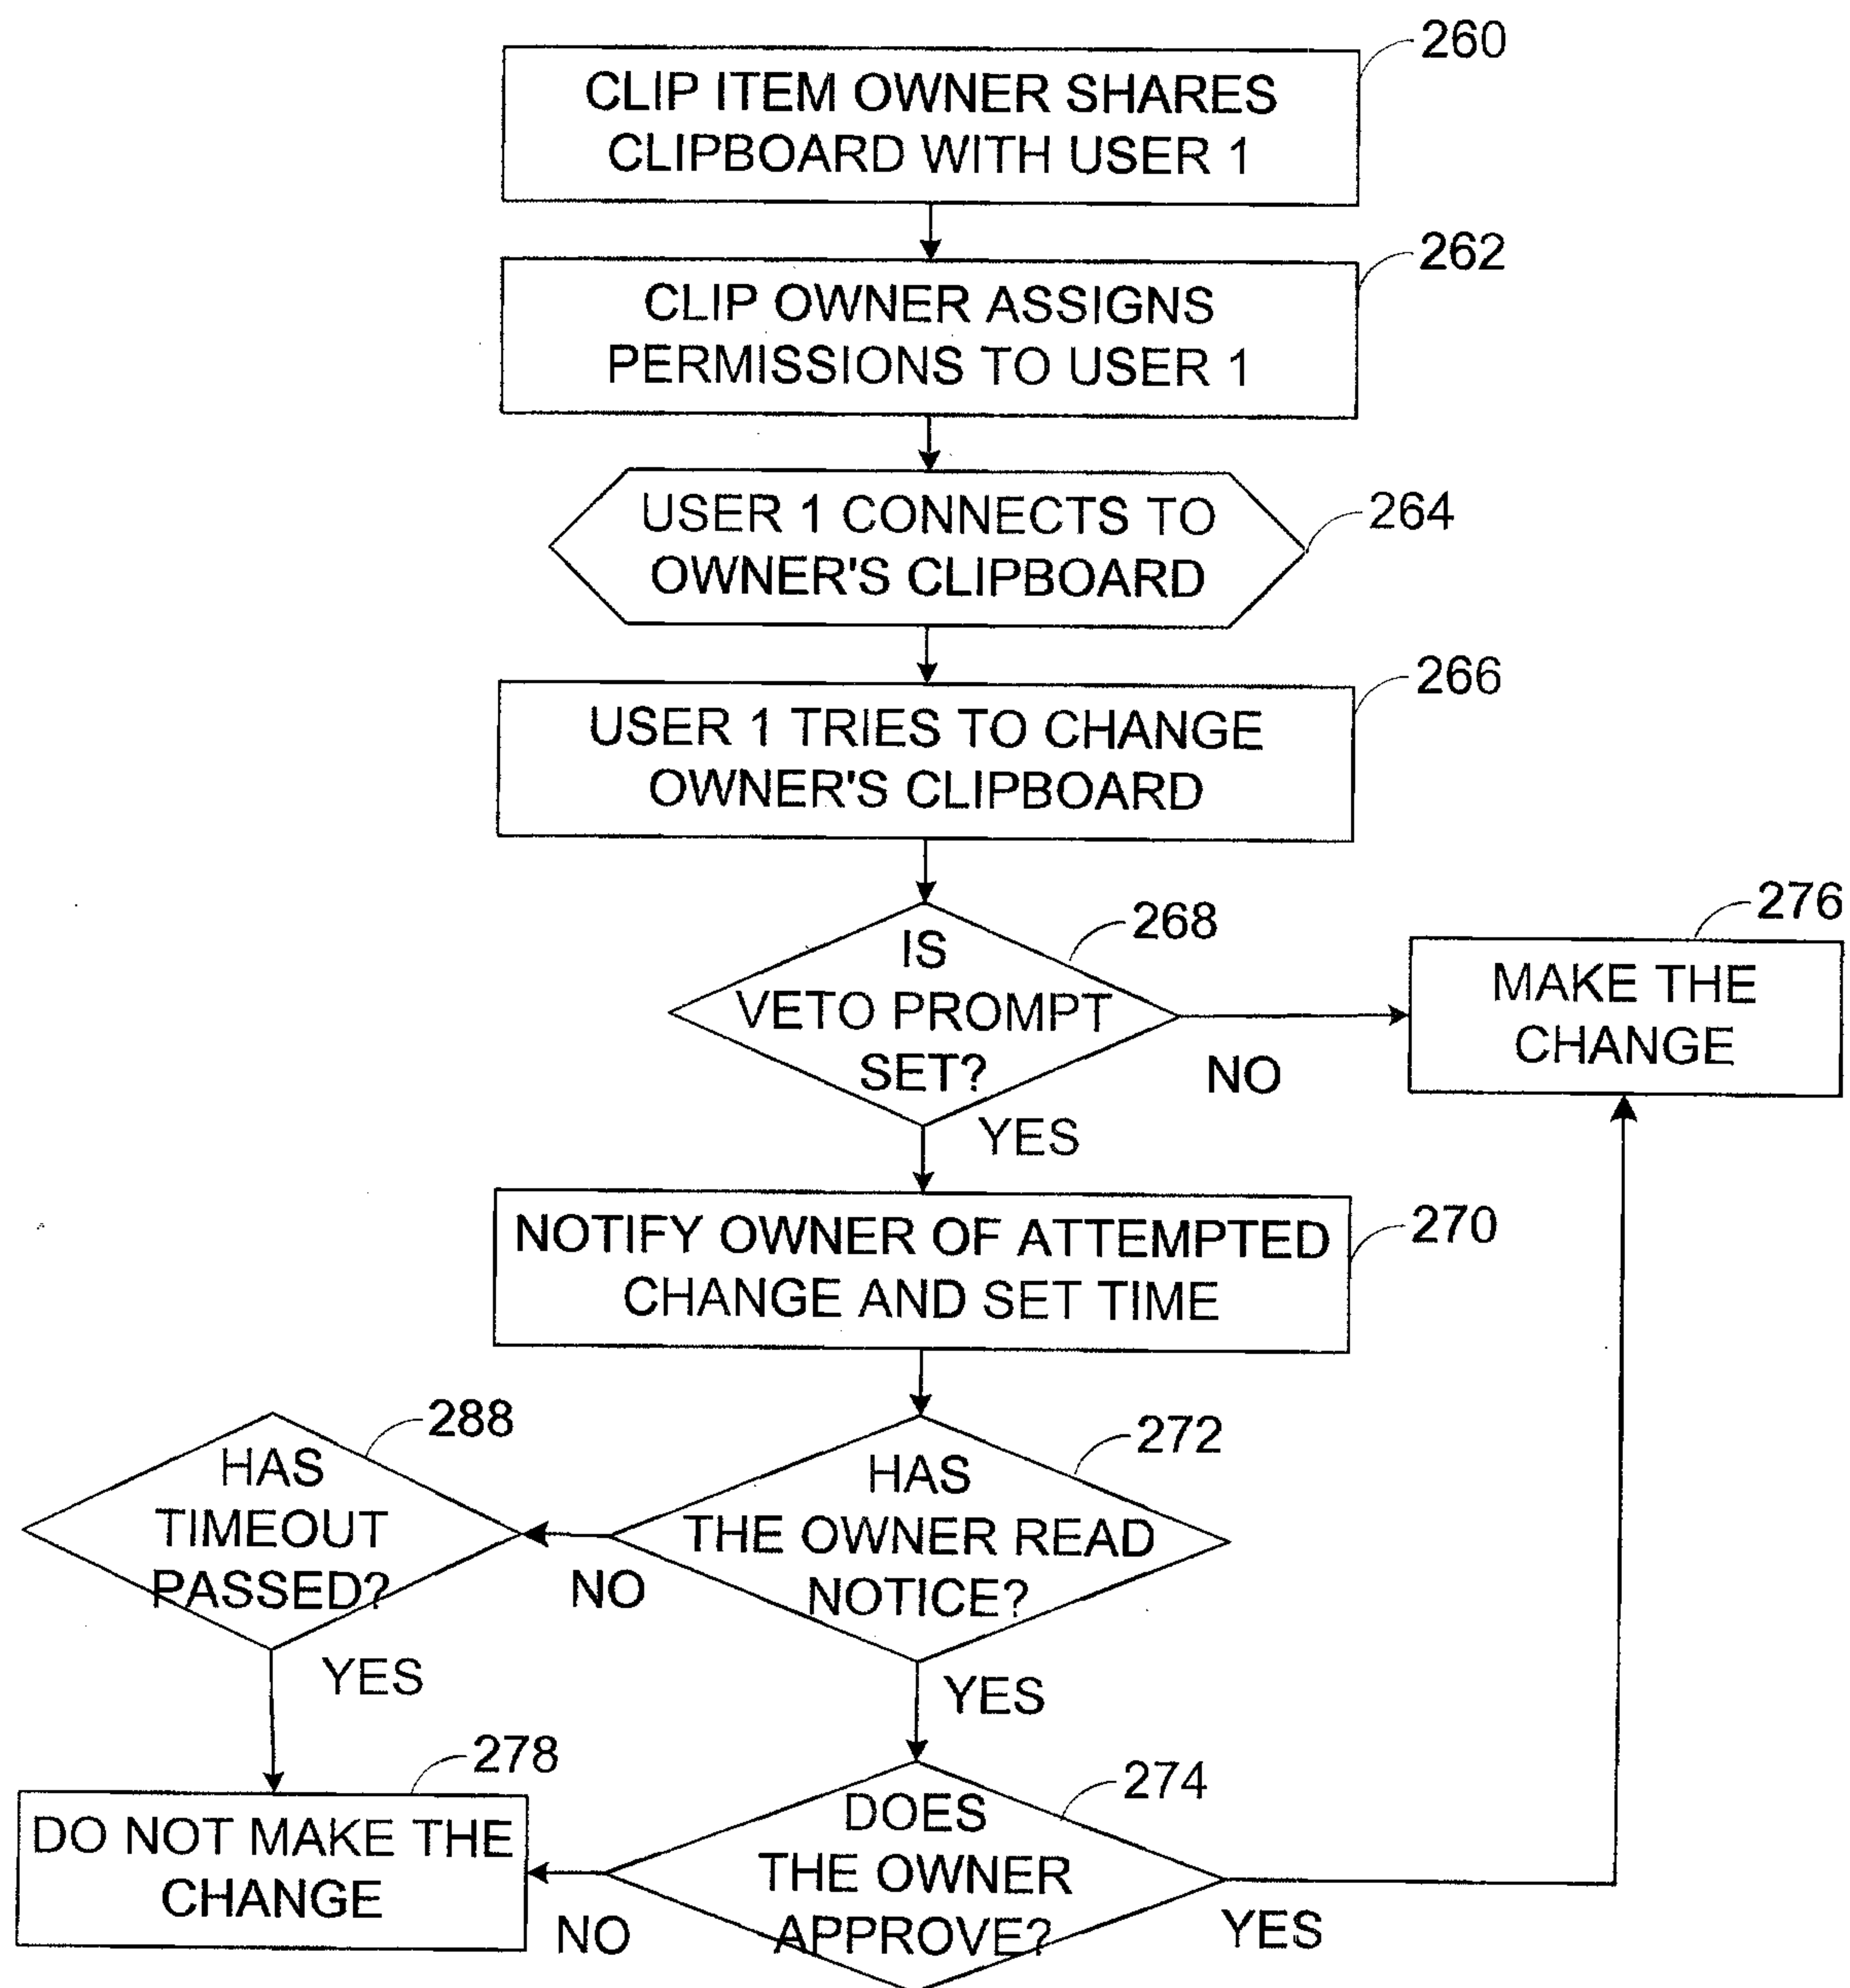 260
CLIP ITEM OWNER SHARES
CLIPBOARD WITH USER 1
262
CLIP OWNER ASSIGNS
PERMISSIONS TO USER 1
USER 1 CONNECTS TO
OWNER'S CLIPBOARD
264
266
USER 1 TRIES TO CHANGE
OWNER'S CLIPBOARD
268
IS
VETO PROMPT
SET?
NO
YES
276
MAKE THE
CHANGE
NOTIFY OWNER OF ATTEMPTED
CHANGE AND SET TIME
270
288
HAS
TIMEOUT
PASSED?
YES
272
HAS
THE OWNER READ
NOTICE?
NO
YES
278
DO NOT MAKE THE
CHANGE
274
DOES
THE OWNER
APPROVE?
NO
YES